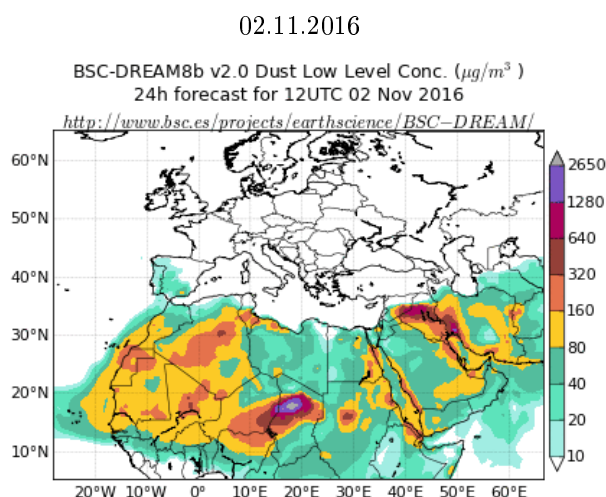 02.11.2016
BSC-DREAM8b v2.0 Dust Low Level Conc. (μg/m³ )
24h forecast for 12UTC 02 Nov 2016
http://www.bsc.es/projects/earthscience/BSC−DREAM/
60°N
50°N
40°N
30°N
20°N
10°N
20°W 10°W 0° 10°E 20°E 30°E 40°E 50°E 60°E
2650
1280
640
320
160
80
40
20
10